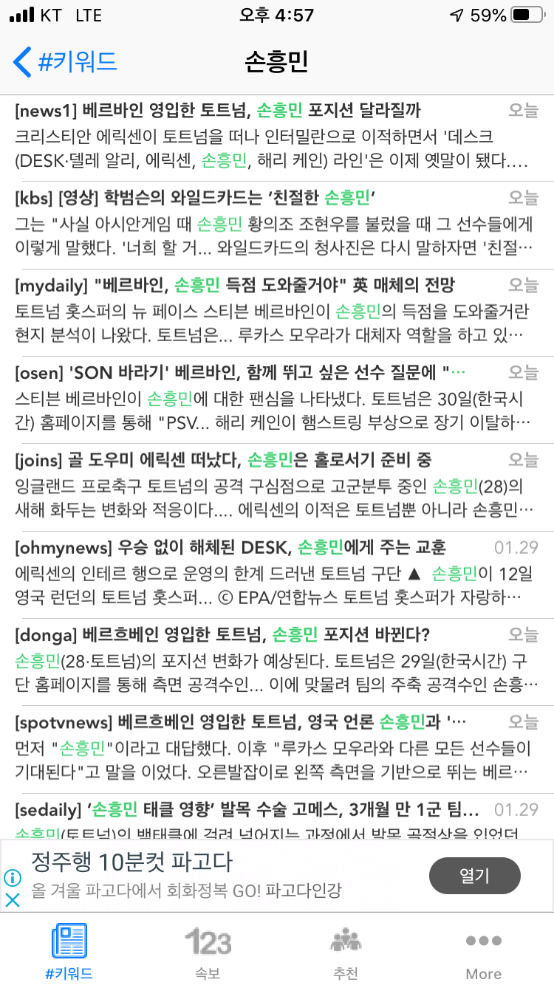 KT LTE 오후 4:57 59%
#키워드 손흥민
[news1] 베르바인 영입한 토트넘, 손흥민 포지션 달라질까 오늘
크리스티안 에릭센이 토트넘을 떠나 인터밀란으로 이적하면서 '데스크
(DESK·델레 알리, 에릭센, 손흥민, 해리 케인) 라인'은 이제 옛말이 됐다....
[kbs] [영상] 학범슨의 와일드카드는 '친절한 손흥민' 오늘
그는 "사실 아시안게임 때 손흥민 황의조 조현우를 불렀을 때 그 선수들에게
이렇게 말했다. '너희 할 거... 와일드카드의 청사진은 다시 말하자면 '친절…
[mydaily] "베르바인, 손흥민 득점 도와줄거야" 英 매체의 전망 오늘
토트넘 홋스퍼의 뉴 페이스 스티븐 베르바인이 손흥민의 득점을 도와줄거란
현지 분석이 나왔다. 토트넘은... 루카스 모우라가 대체자 역할을 하고 있…
[osen] 'SON 바라기' 베르바인, 함께 뛰고 싶은 선수 질문에 "… 오늘
스티븐 베르바인이 손흥민에 대한 팬심을 나타냈다. 토트넘은 30일(한국시
간) 홈페이지를 통해 "PSV... 해리 케인이 햄스트링 부상으로 장기 이탈하…
[joins] 골 도우미 에릭센 떠났다, 손흥민은 홀로서기 준비 중 오늘
잉글랜드 프로축구 토트넘의 공격 구심점으로 고군분투 중인 손흥민(28)의
새해 화두는 변화와 적응이다.... 에릭센의 이적은 토트넘뿐 아니라 손흥민…
[ohmynews] 우승 없이 해체된 DESK, 손흥민에게 주는 교훈 01.29
에릭센의 인테르 행으로 운영의 한계 드러낸 토트넘 구단 ▲ 손흥민이 12일
영국 런던의 토트넘 홋스퍼... ⓒ EPA/연합뉴스 토트넘 홋스퍼가 자랑하…
[donga] 베르흐베인 영입한 토트넘, 손흥민 포지션 바뀐다? 오늘
손흥민(28·토트넘)의 포지션 변화가 예상된다. 토트넘은 29일(한국시간) 구
단 홈페이지를 통해 측면 공격수인... 이에 맞물려 팀의 주축 공격수인 손흥…
[spotvnews] 베르흐베인 영입한 토트넘, 영국 언론 손흥민과 '… 오늘
먼저 "손흥민"이라고 대답했다. 이후 "루카스 모우라와 다른 모든 선수들이
기대된다"고 말을 이었다. 오른발잡이로 왼쪽 측면을 기반으로 뛰는 베르…
[sedaily] '손흥민 태클 영향' 발목 수술 고메스, 3개월 만 1군 팀… 01.29
손흥민(토트넘)의 백태클에 걸려 넘어지는 과정에서 발목 골절상을 입었던
정주행 10분컷 파고다
올 겨울 파고다에서 회화정복 GO! 파고다인강
열기
#키워드 123 속보 추천 More